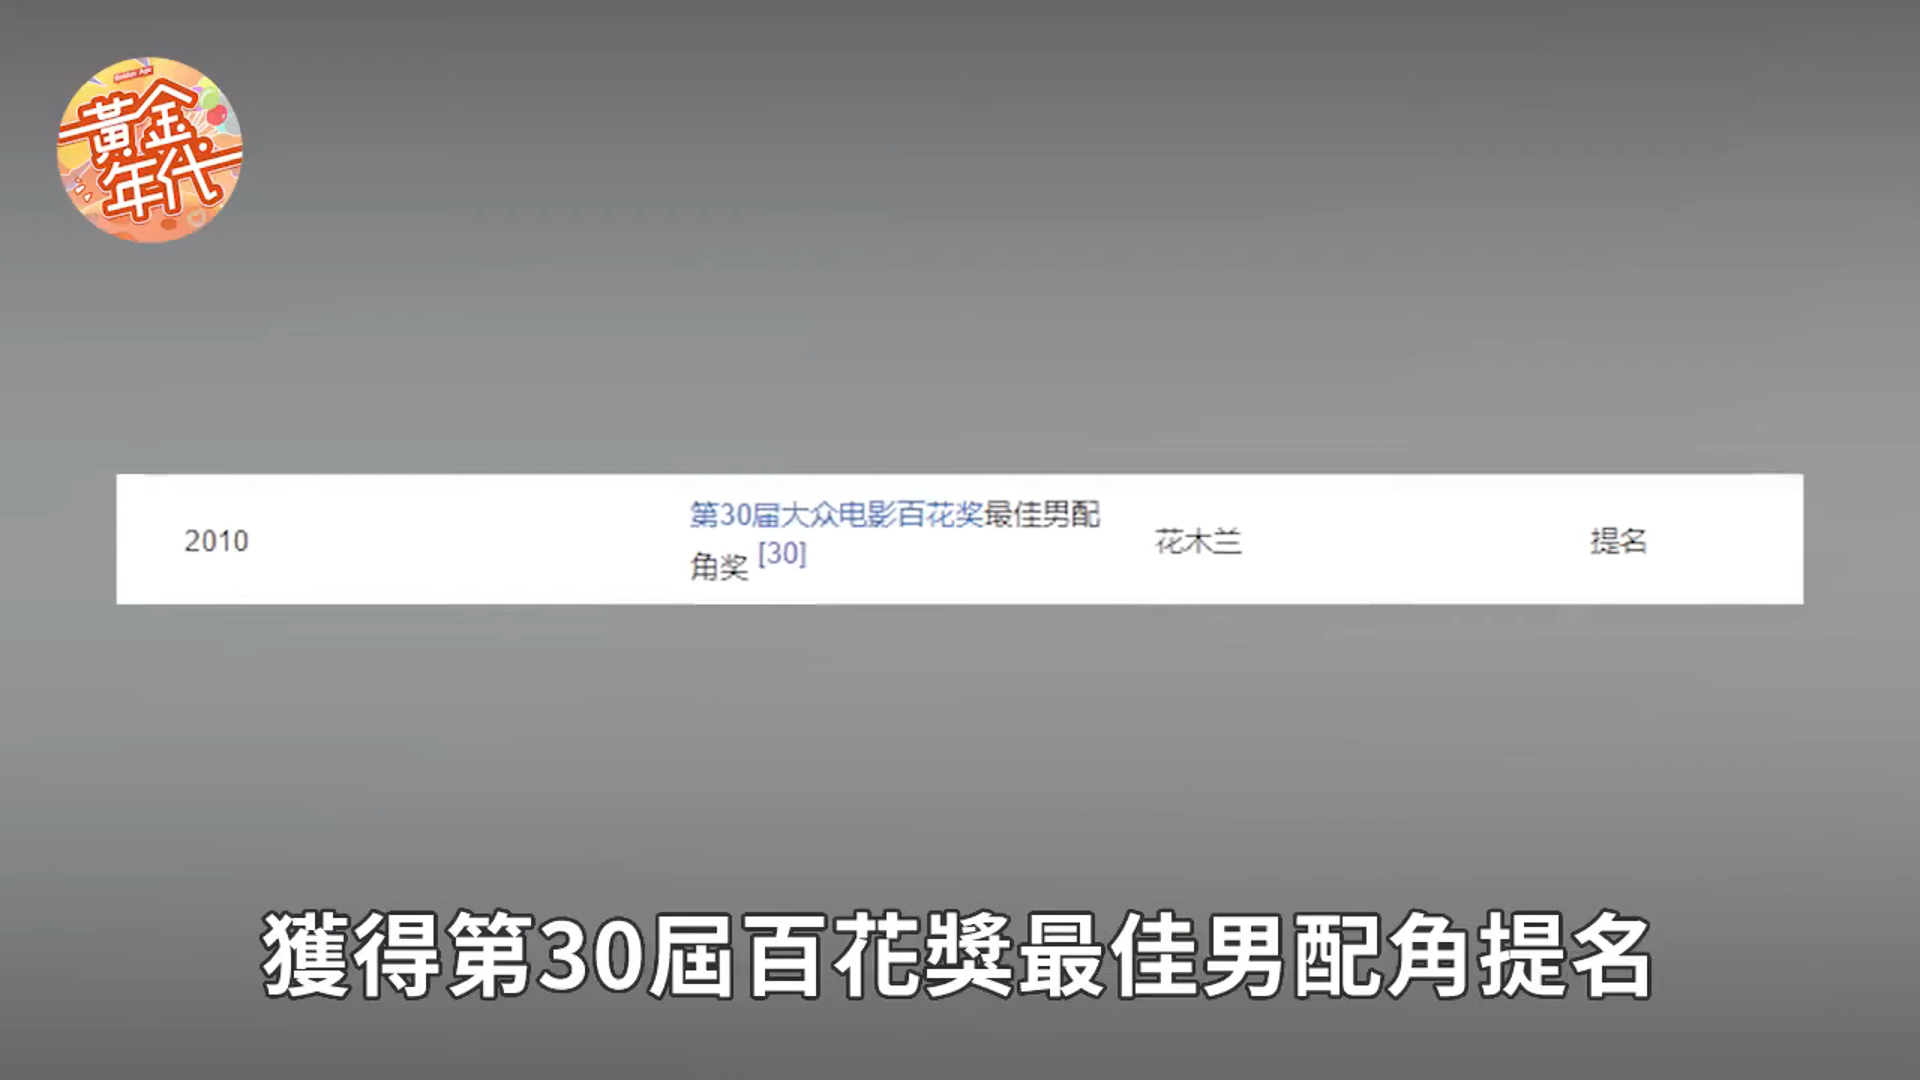 Golden Age
黃金
年代
2010
第30届大众电影百花奖最佳男配
角奖 [30]
花木兰
提名
獲得第30屆百花獎最佳男配角提名